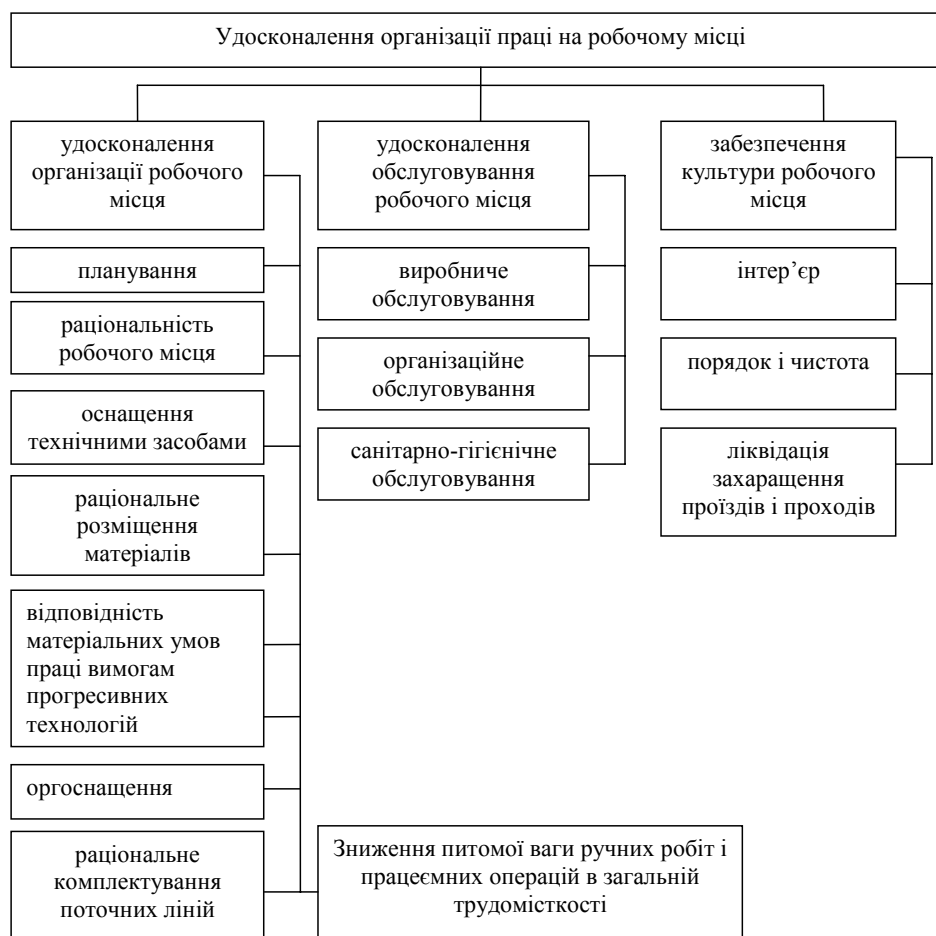 Удосконалення організації праці на робочому місці
удосконалення
організації робочого
місця
планування
раціональність
робочого місця
оснащення
технічними засобами
раціональне
розміщення
матеріалів
відповідність
матеріальних умов
праці вимогам
прогресивних
технологій
оргоснащення
раціональне
комплектування
поточних ліній
Зниження питомої ваги ручних робіт і
працеємних операцій в загальній
трудомісткості
удосконалення
обслуговування
робочого місця
виробниче
обслуговування
організаційне
обслуговування
санітарно-гігієнічне
обслуговування
забезпечення
культури робочого
місця
інтер’єр
порядок і чистота
ліквідація
захаращення
проїздів і проходів